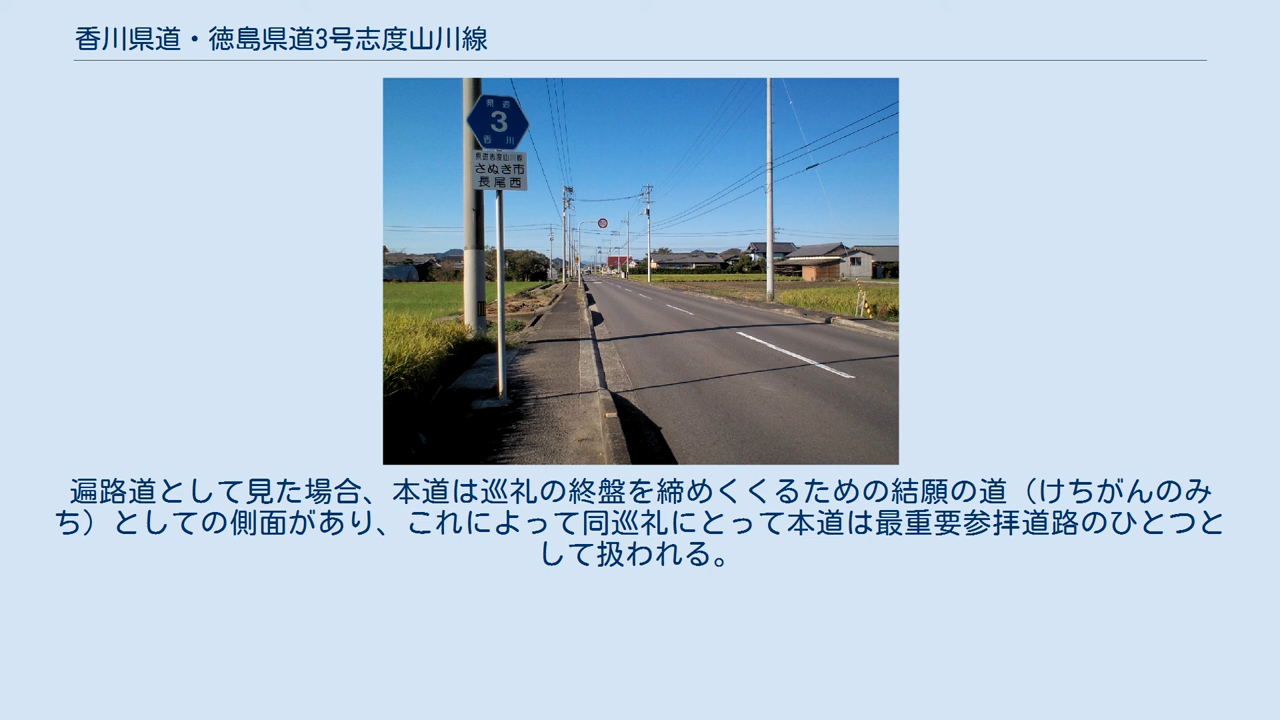 香川県道・徳島県道3号志度山川線
県道
3
香川
県道志度山川線
さぬき市
長尾西
遍路道として見た場合、本道は巡礼の終盤を締めくくるための結願の道（けちがんのみ
ち）としての側面があり、これによって同巡礼にとって本道は最重要参拝道路のひとつと
して扱われる。